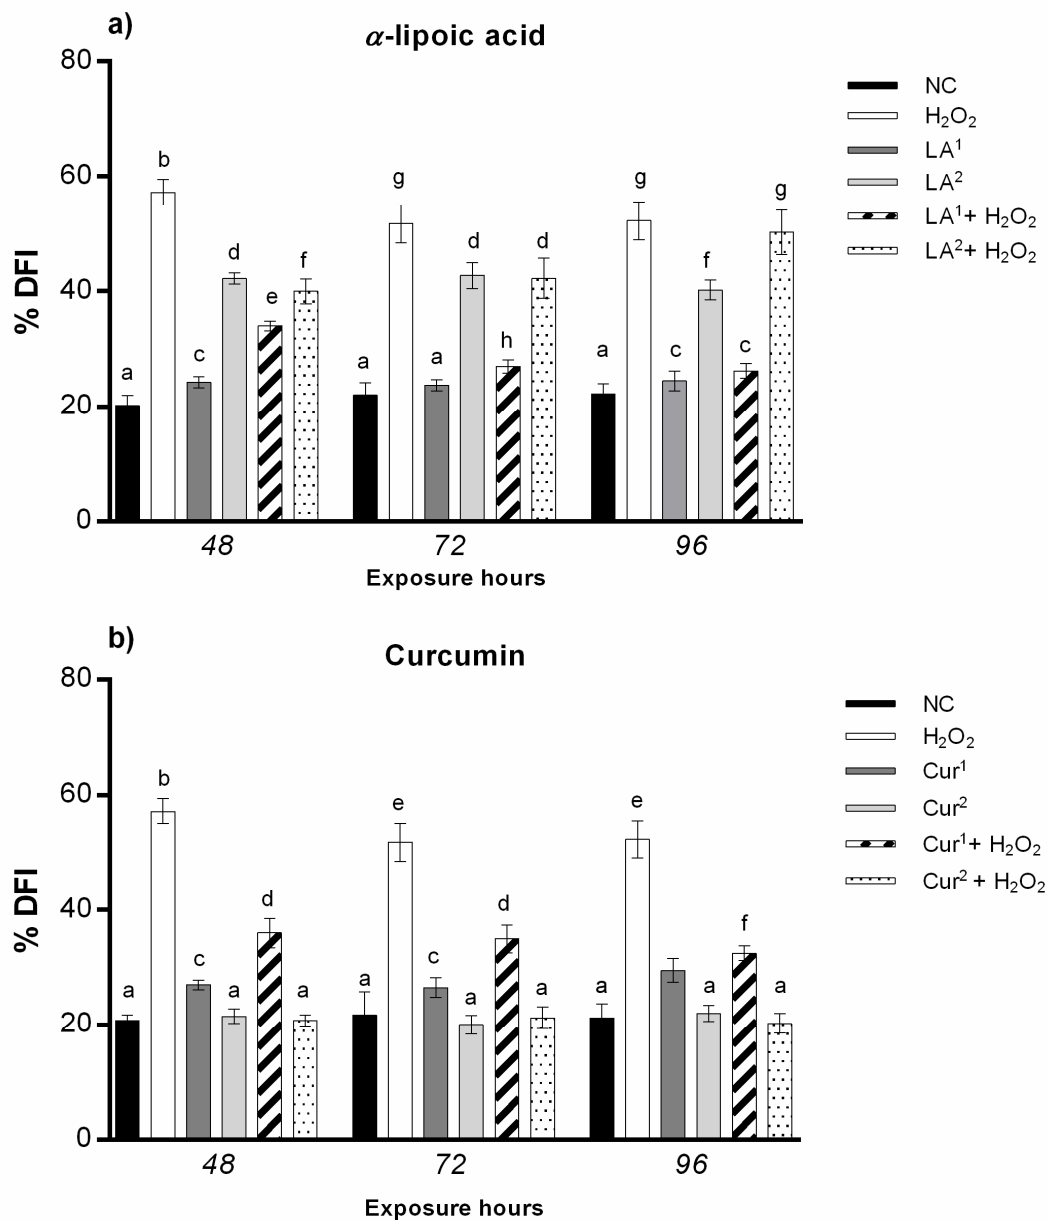 a)
α-lipoic acid
80
60
40
20
0
% DFI
b
a
c
d
e
f
g
a
a
d
h
d
g
a
c
f
c
g
48
72
96
Exposure hours
NC
H₂O₂
LA¹
LA²
LA¹+ H₂O₂
LA²+ H₂O₂
b)
Curcumin
80
60
40
20
0
% DFI
b
a
c
a
d
a
e
a
c
a
d
a
e
a
a
f
a
48
72
96
Exposure hours
NC
H₂O₂
Cur¹
Cur²
Cur¹+ H₂O₂
Cur² + H₂O₂